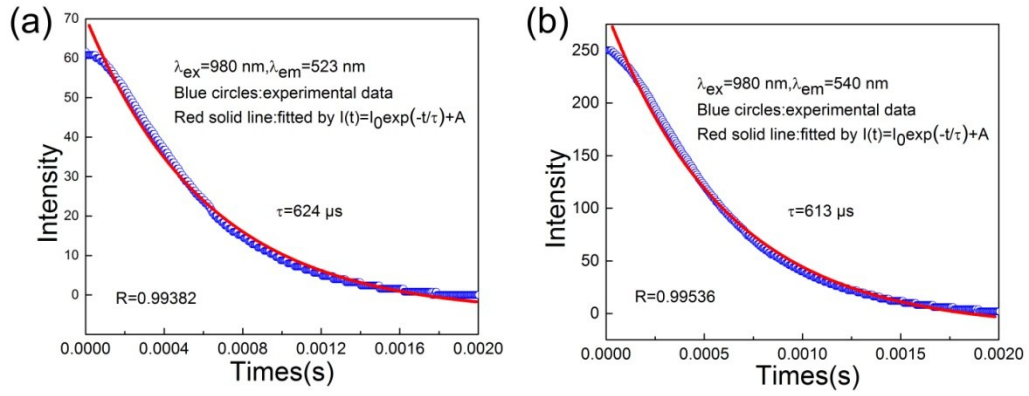 (a)
70
60
50
40
30
20
10
0
Intensity
λex=980 nm,λem=523 nm
Blue circles:experimental data
Red solid line:fitted by I(t)=I0exp(-t/τ)+A
τ=624 μs
R=0.99382
0.0000 0.0004 0.0008 0.0012 0.0016 0.0020
Times(s)
(b)
250
200
150
100
50
0
Intensity
λex=980 nm,λem=540 nm
Blue circles:experimental data
Red solid line:fitted by I(t)=I0exp(-t/τ)+A
τ=613 μs
R=0.99536
0.0000 0.0005 0.0010 0.0015 0.0020
Times(s)